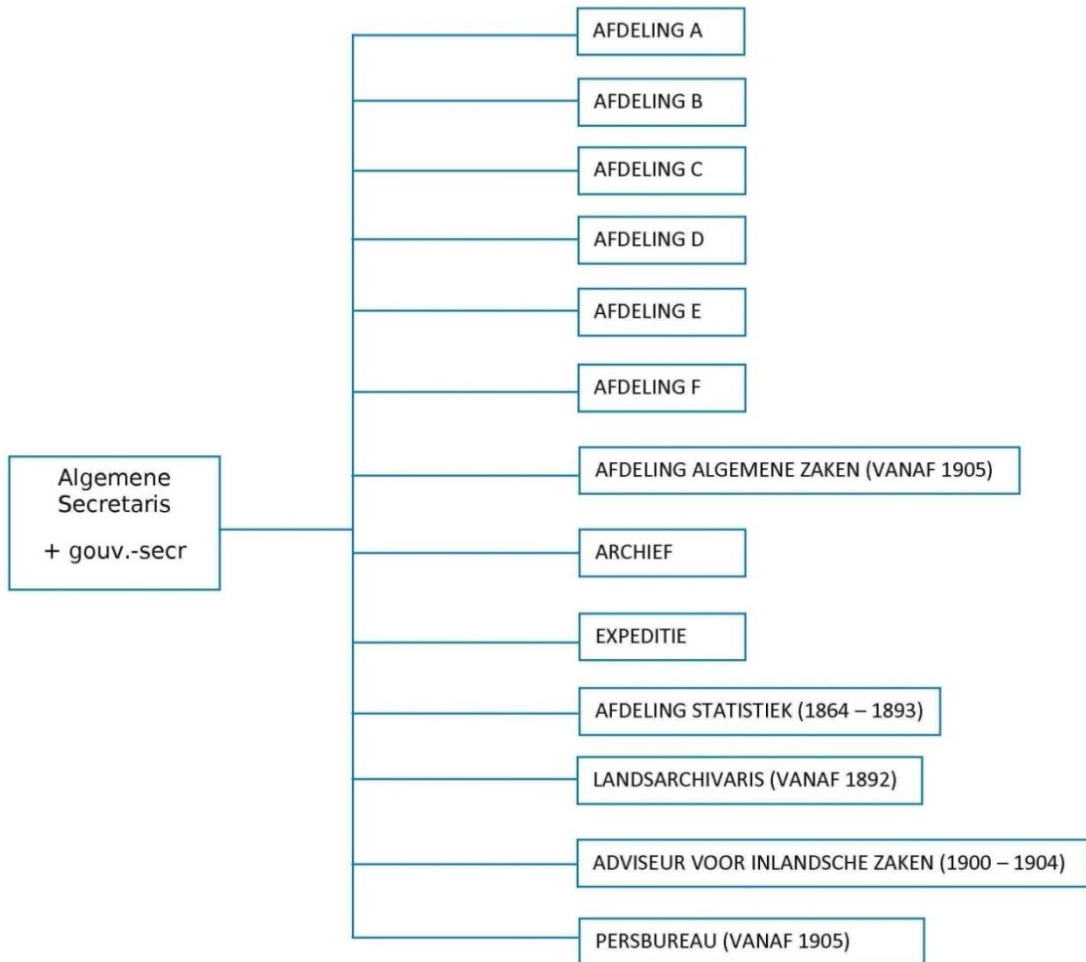 AFDELING A
AFDELING B
AFDELING C
AFDELING D
AFDELING E
AFDELING F
AFDELING ALGEMENE ZAKEN (VANAF 1905)
Algemene
Secretaris
+ gouv.-secr
ARCHIEF
EXPEDITIE
AFDELING STATISTIEK (1864 – 1893)
LANDSARCHIVARIS (VANAF 1892)
ADVISEUR VOOR INLANDSCHE ZAKEN (1900 – 1904)
PERSBUREAU (VANAF 1905)